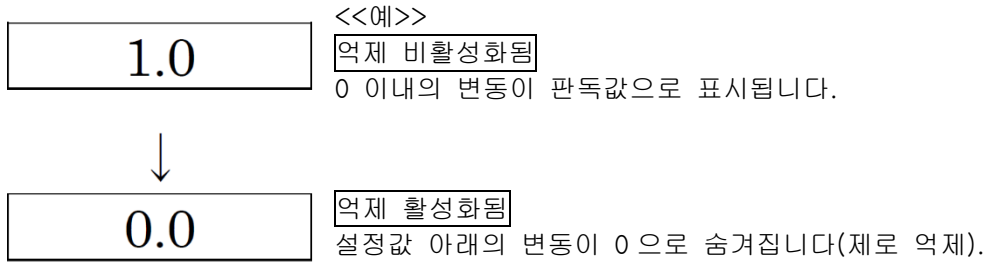 <<예>>
1.0
억제 비활성화됨
0 이내의 변동이 판독값으로 표시됩니다.
↓
0.0
억제 활성화됨
설정값 아래의 변동이 0 으로 숨겨집니다(제로 억제).